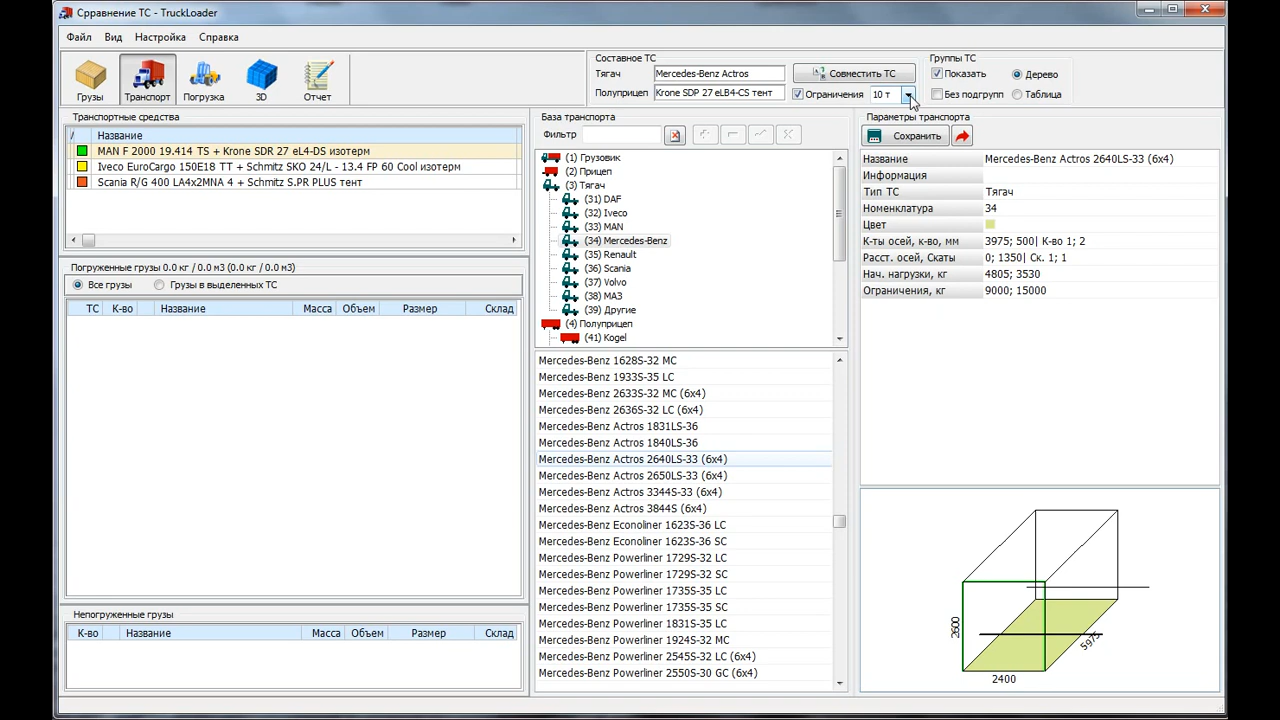 Срравнение ТС - TruckLoader
Файл Вид Настройка Справка
Грузы Транспорт Погрузка 3D Отчет
Составное ТС
Тягач Mercedes-Benz Actros Совместить ТС
Полуприцеп Krone SDP 27 eLB4-CS тент Ограничения 10 т
Группы ТС
Показать Дерево
Без подгрупп Таблица
Транспортные средства
/ Название
MAN F 2000 19.414 TS + Krone SDR 27 eL4-DS изотерм
Iveco EuroCargo 150E18 TT + Schmitz SKO 24/L - 13.4 FP 60 Cool изотерм
Scania R/G 400 LA4x2MNA 4 + Schmitz S.PR PLUS тент
Погруженные грузы 0.0 кг / 0.0 м3 (0.0 кг / 0.0 м3)
Все грузы Грузы в выделенных ТС
ТС К-во Название Масса Объем Размер Склад
Непогруженные грузы
К-во Название Масса Объем Размер Склад
База транспорта
Фильтр
(1) Грузовик
(2) Прицеп
(3) Тягач
(31) DAF
(32) Iveco
(33) MAN
(34) Mercedes-Benz
(35) Renault
(36) Scania
(37) Volvo
(38) МАЗ
(39) Другие
(4) Полуприцеп
(41) Kogel
Mercedes-Benz 1628S-32 MC
Mercedes-Benz 1933S-35 LC
Mercedes-Benz 2633S-32 MC (6x4)
Mercedes-Benz 2636S-32 LC (6x4)
Mercedes-Benz Actros 1831LS-36
Mercedes-Benz Actros 1840LS-36
Mercedes-Benz Actros 2640LS-33 (6x4)
Mercedes-Benz Actros 2650LS-33 (6x4)
Mercedes-Benz Actros 3344S-33 (6x4)
Mercedes-Benz Actros 3844S (6x4)
Mercedes-Benz Econoliner 1623S-36 LC
Mercedes-Benz Econoliner 1623S-36 SC
Mercedes-Benz Powerliner 1729S-32 LC
Mercedes-Benz Powerliner 1729S-32 SC
Mercedes-Benz Powerliner 1735S-35 LC
Mercedes-Benz Powerliner 1735S-35 SC
Mercedes-Benz Powerliner 1831S-35 LC
Mercedes-Benz Powerliner 1924S-32 MC
Mercedes-Benz Powerliner 2545S-32 LC (6x4)
Mercedes-Benz Powerliner 2550S-30 GC (6x4)
Параметры транспорта
Сохранить
Название Mercedes-Benz Actros 2640LS-33 (6x4)
Информация
Тип ТС Тягач
Номенклатура 34
Цвет
К-ты осей, к-во, мм 3975; 500| К-во 1; 2
Расст. осей, Скаты 0; 1350| Ск. 1; 1
Нач. нагрузки, кг 4805; 3530
Ограничения, кг 9000; 15000
2600
5975
2400